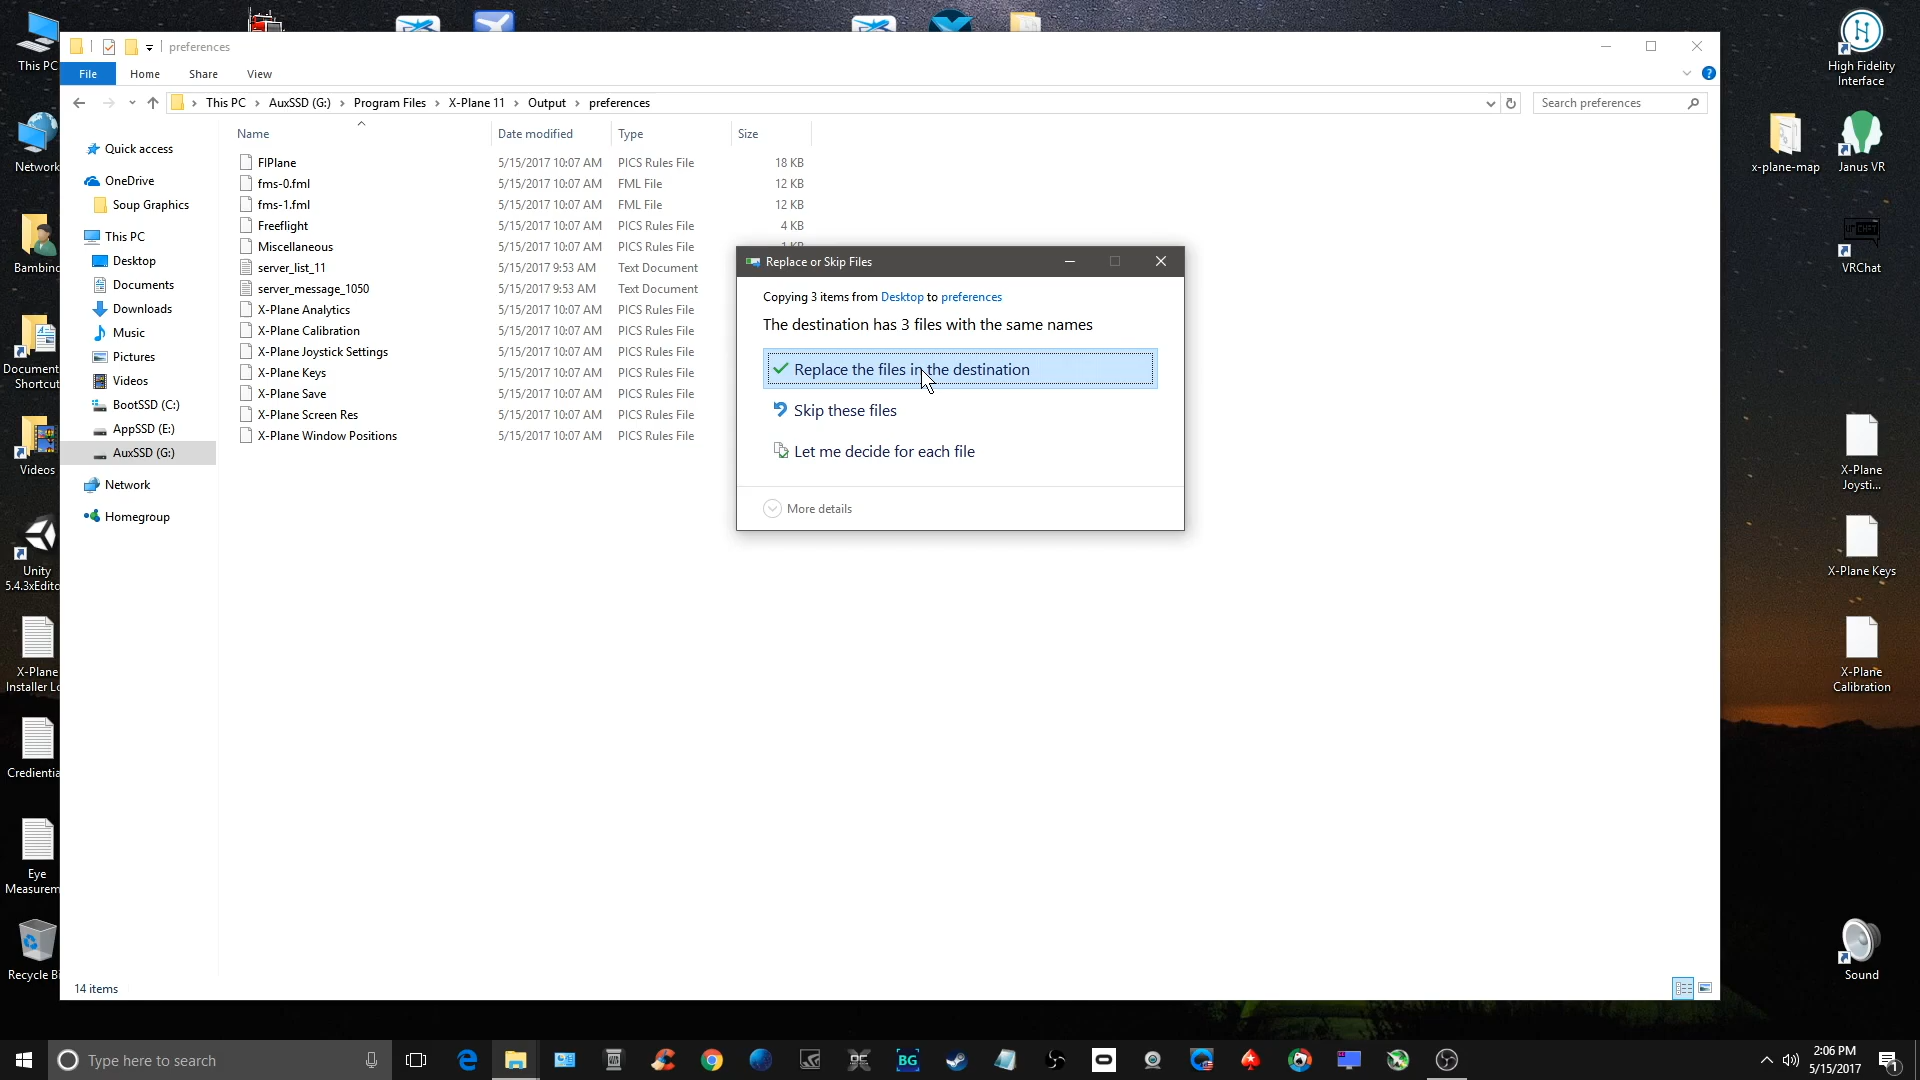 This PC
preferences
File
Home
Share
View
This PC
AuxSSD (G:)
Program Files
X-Plane 11
Output
preferences
Search preferences
Name
Date modified
Type
Size
FlPlane 5/15/2017 10:07 AM PICS Rules File 18 KB
fms-0.fml 5/15/2017 10:07 AM FML File 12 KB
fms-1.fml 5/15/2017 10:07 AM FML File 12 KB
Freeflight 5/15/2017 10:07 AM PICS Rules File 4 KB
Miscellaneous 5/15/2017 10:07 AM PICS Rules File 1 KB
server_list_11 5/15/2017 9:53 AM Text Document
server_message_1050 5/15/2017 9:53 AM Text Document
X-Plane Analytics 5/15/2017 10:07 AM PICS Rules File
X-Plane Calibration 5/15/2017 10:07 AM PICS Rules File
X-Plane Joystick Settings 5/15/2017 10:07 AM PICS Rules File
X-Plane Keys 5/15/2017 10:07 AM PICS Rules File
X-Plane Save 5/15/2017 10:07 AM PICS Rules File
X-Plane Screen Res 5/15/2017 10:07 AM PICS Rules File
X-Plane Window Positions 5/15/2017 10:07 AM PICS Rules File
Quick access
OneDrive
Soup Graphics
This PC
Desktop
Documents
Downloads
Music
Pictures
Videos
BootSSD (C:)
AppSSD (E:)
AuxSSD (G:)
Network
Homegroup
14 items
Replace or Skip Files
Copying 3 items from Desktop to preferences
The destination has 3 files with the same names
Replace the files in the destination
Skip these files
Let me decide for each file
More details
Network
Bambino
Document
Shortcut
Videos
Unity
5.4.3xEdito
X-Plane
Installer Lo
Credientia
Eye
Measurem
Recycle Bi
High Fidelity
Interface
x-plane-map
Janus VR
VRChat
X-Plane
Joysti...
X-Plane Keys
X-Plane
Calibration
Sound
Type here to search
BG
2:06 PM
5/15/2017
1